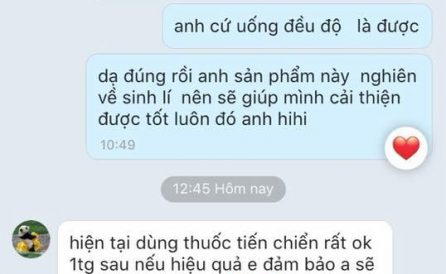 anh cứ uống đều độ là được
dạ đúng rồi anh sản phẩm này nghiên
về sinh lí nên sẽ giúp mình cải thiện
được tốt luôn đó anh hihi
10:49
12:45 Hôm nay
hiện tại dùng thuốc tiến chiển rất ok
1tg sau nếu hiệu quả e đảm bảo a sẽ